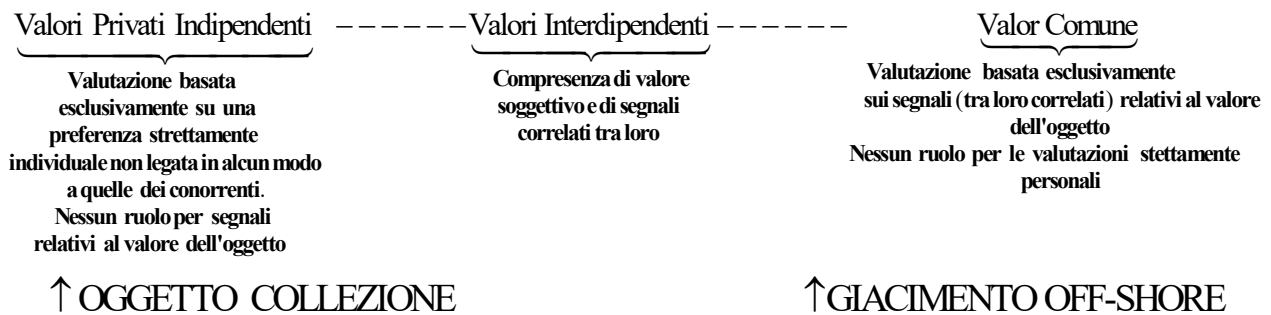 Valori Privati Indipendenti – – – – – – Valori Interdipendenti – – – – – Valor Comune
Valutazione basata
esclusivamente su una
preferenza strettamente
individuale non legata in alcun modo
a quelle dei conorrenti.
Nessun ruolo per segnali
relativi al valore dell'oggetto
Compresenza di valore
soggettivo e di segnali
correlati tra loro
Valutazione basata esclusivamente
sui segnali (tra loro correlati) relativi al valore
dell'oggetto
Nessun ruolo per le valutazioni stettamente
personali
↑ OGGETTO COLLEZIONE
↑ GIACIMENTO OFF-SHORE